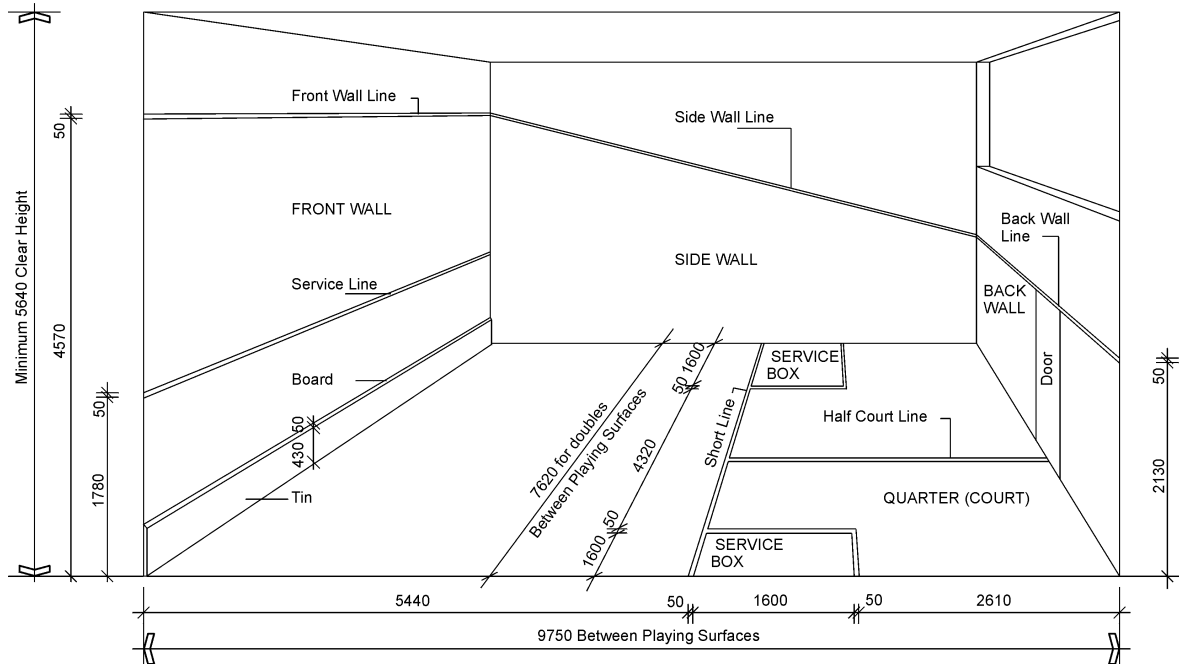 Minimum 5640 Clear Height
50
4570
50
1780
Front Wall Line
FRONT WALL
Service Line
Board
50
430
Tin
Side Wall Line
SIDE WALL
Back Wall
Line
BACK
WALL
Door
50
2130
7620 for doubles
Between Playing Surfaces
1600
50
4320
50
1600
Short Line
SERVICE
BOX
Half Court Line
QUARTER (COURT)
SERVICE
BOX
5440
50
1600
50
2610
9750 Between Playing Surfaces